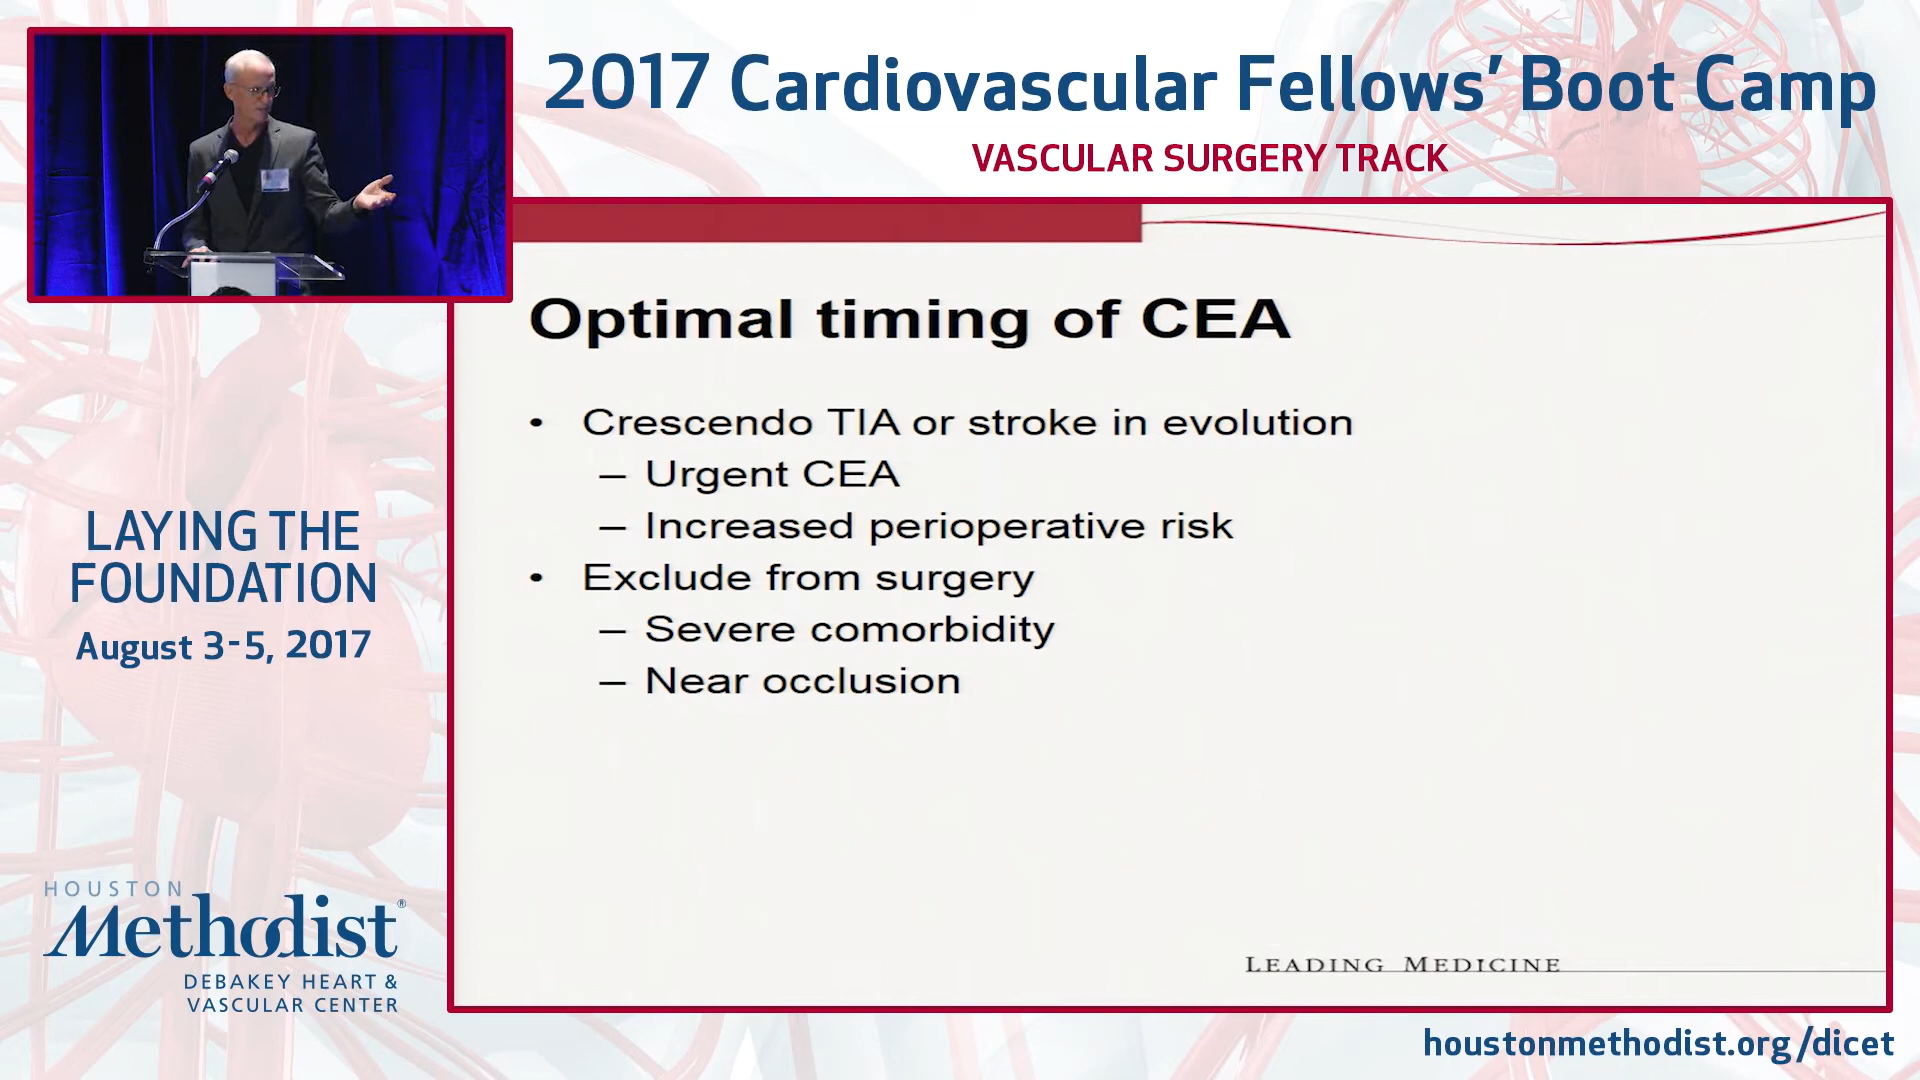 2017 Cardiovascular Fellows’ Boot Camp
VASCULAR SURGERY TRACK
Optimal timing of CEA
• Crescendo TIA or stroke in evolution
– Urgent CEA
– Increased perioperative risk
• Exclude from surgery
– Severe comorbidity
– Near occlusion
LEADING MEDICINE
LAYING THE
FOUNDATION
August 3-5, 2017
HOUSTON
Methodist®
DEBAKEY HEART &
VASCULAR CENTER
houstonmethodist.org/dicet